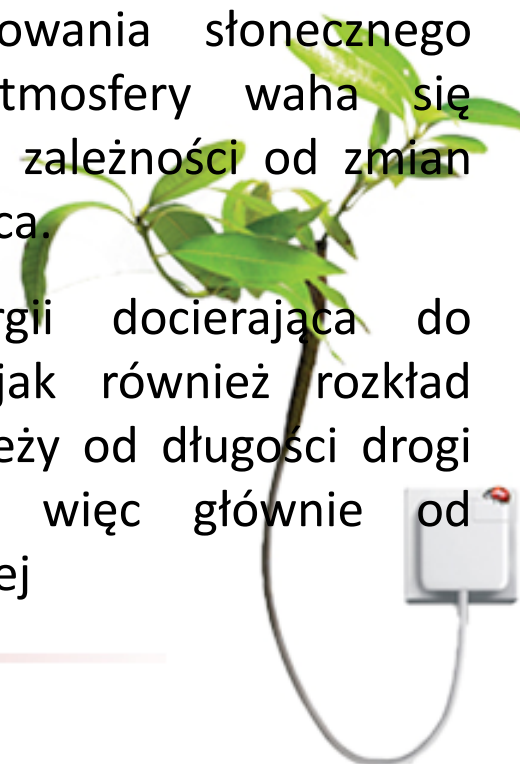 owania słonecznego
tmosfery waha się
zależności od zmian
ca.
rgii docierająca do
jak również rozkład
eży od długości drogi
więc głównie od
ej